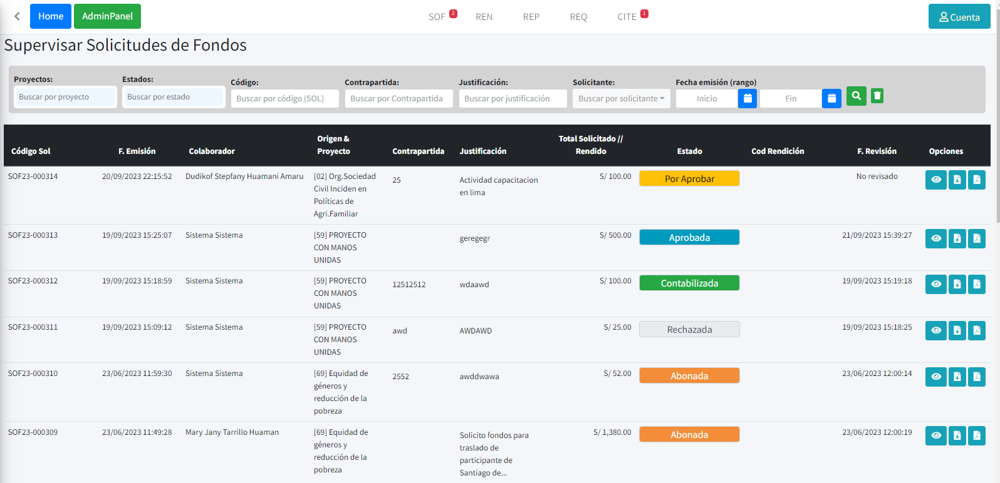 Home AdminPanel SOF 2 REN REP REQ CITE 1 Cuenta
Supervisar Solicitudes de Fondos
Proyectos: Estados: Código: Contrapartida: Justificación: Solicitante: Fecha emisión (rango)
Buscar por proyecto Buscar por estado Buscar por código (SOL) Buscar por Contrapartida Buscar por justificación Buscar por solicitante Inicio Fin
Código Sol F. Emisión Colaborador Origen & Proyecto Contrapartida Justificación Total Solicitado // Rendido Estado Cod Rendición F. Revisión Opciones
SOF23-000314 20/09/2023 22:15:52 Dudikof Stepfany Huamani Amaru [02] Org.Sociedad 25 Actividad capacitacion S/ 100.00 Por Aprobar No revisado
Civil Inciden en en lima
Políticas de
Agri.Familiar
SOF23-000313 19/09/2023 15:25:07 Sistema Sistema [59] PROYECTO geregegr S/ 500.00 Aprobada 21/09/2023 15:39:27
CON MANOS
UNIDAS
SOF23-000312 19/09/2023 15:18:59 Sistema Sistema [59] PROYECTO 12512512 wdaawd S/ 100.00 Contabilizada 19/09/2023 15:19:18
CON MANOS
UNIDAS
SOF23-000311 19/09/2023 15:09:12 Sistema Sistema [59] PROYECTO awd AWDAWD S/ 25.00 Rechazada 19/09/2023 15:18:25
CON MANOS
UNIDAS
SOF23-000310 23/06/2023 11:59:30 Sistema Sistema [69] Equidad de 2552 awddwawa S/ 52.00 Abonada 23/06/2023 12:00:14
géneros y
reducción de la
pobreza
SOF23-000309 23/06/2023 11:49:28 Mary Jany Tarrillo Huaman [69] Equidad de Solicito fondos para S/ 1,380.00 Abonada 23/06/2023 12:00:19
géneros y traslado de
reducción de la participante de
pobreza Santiago de...